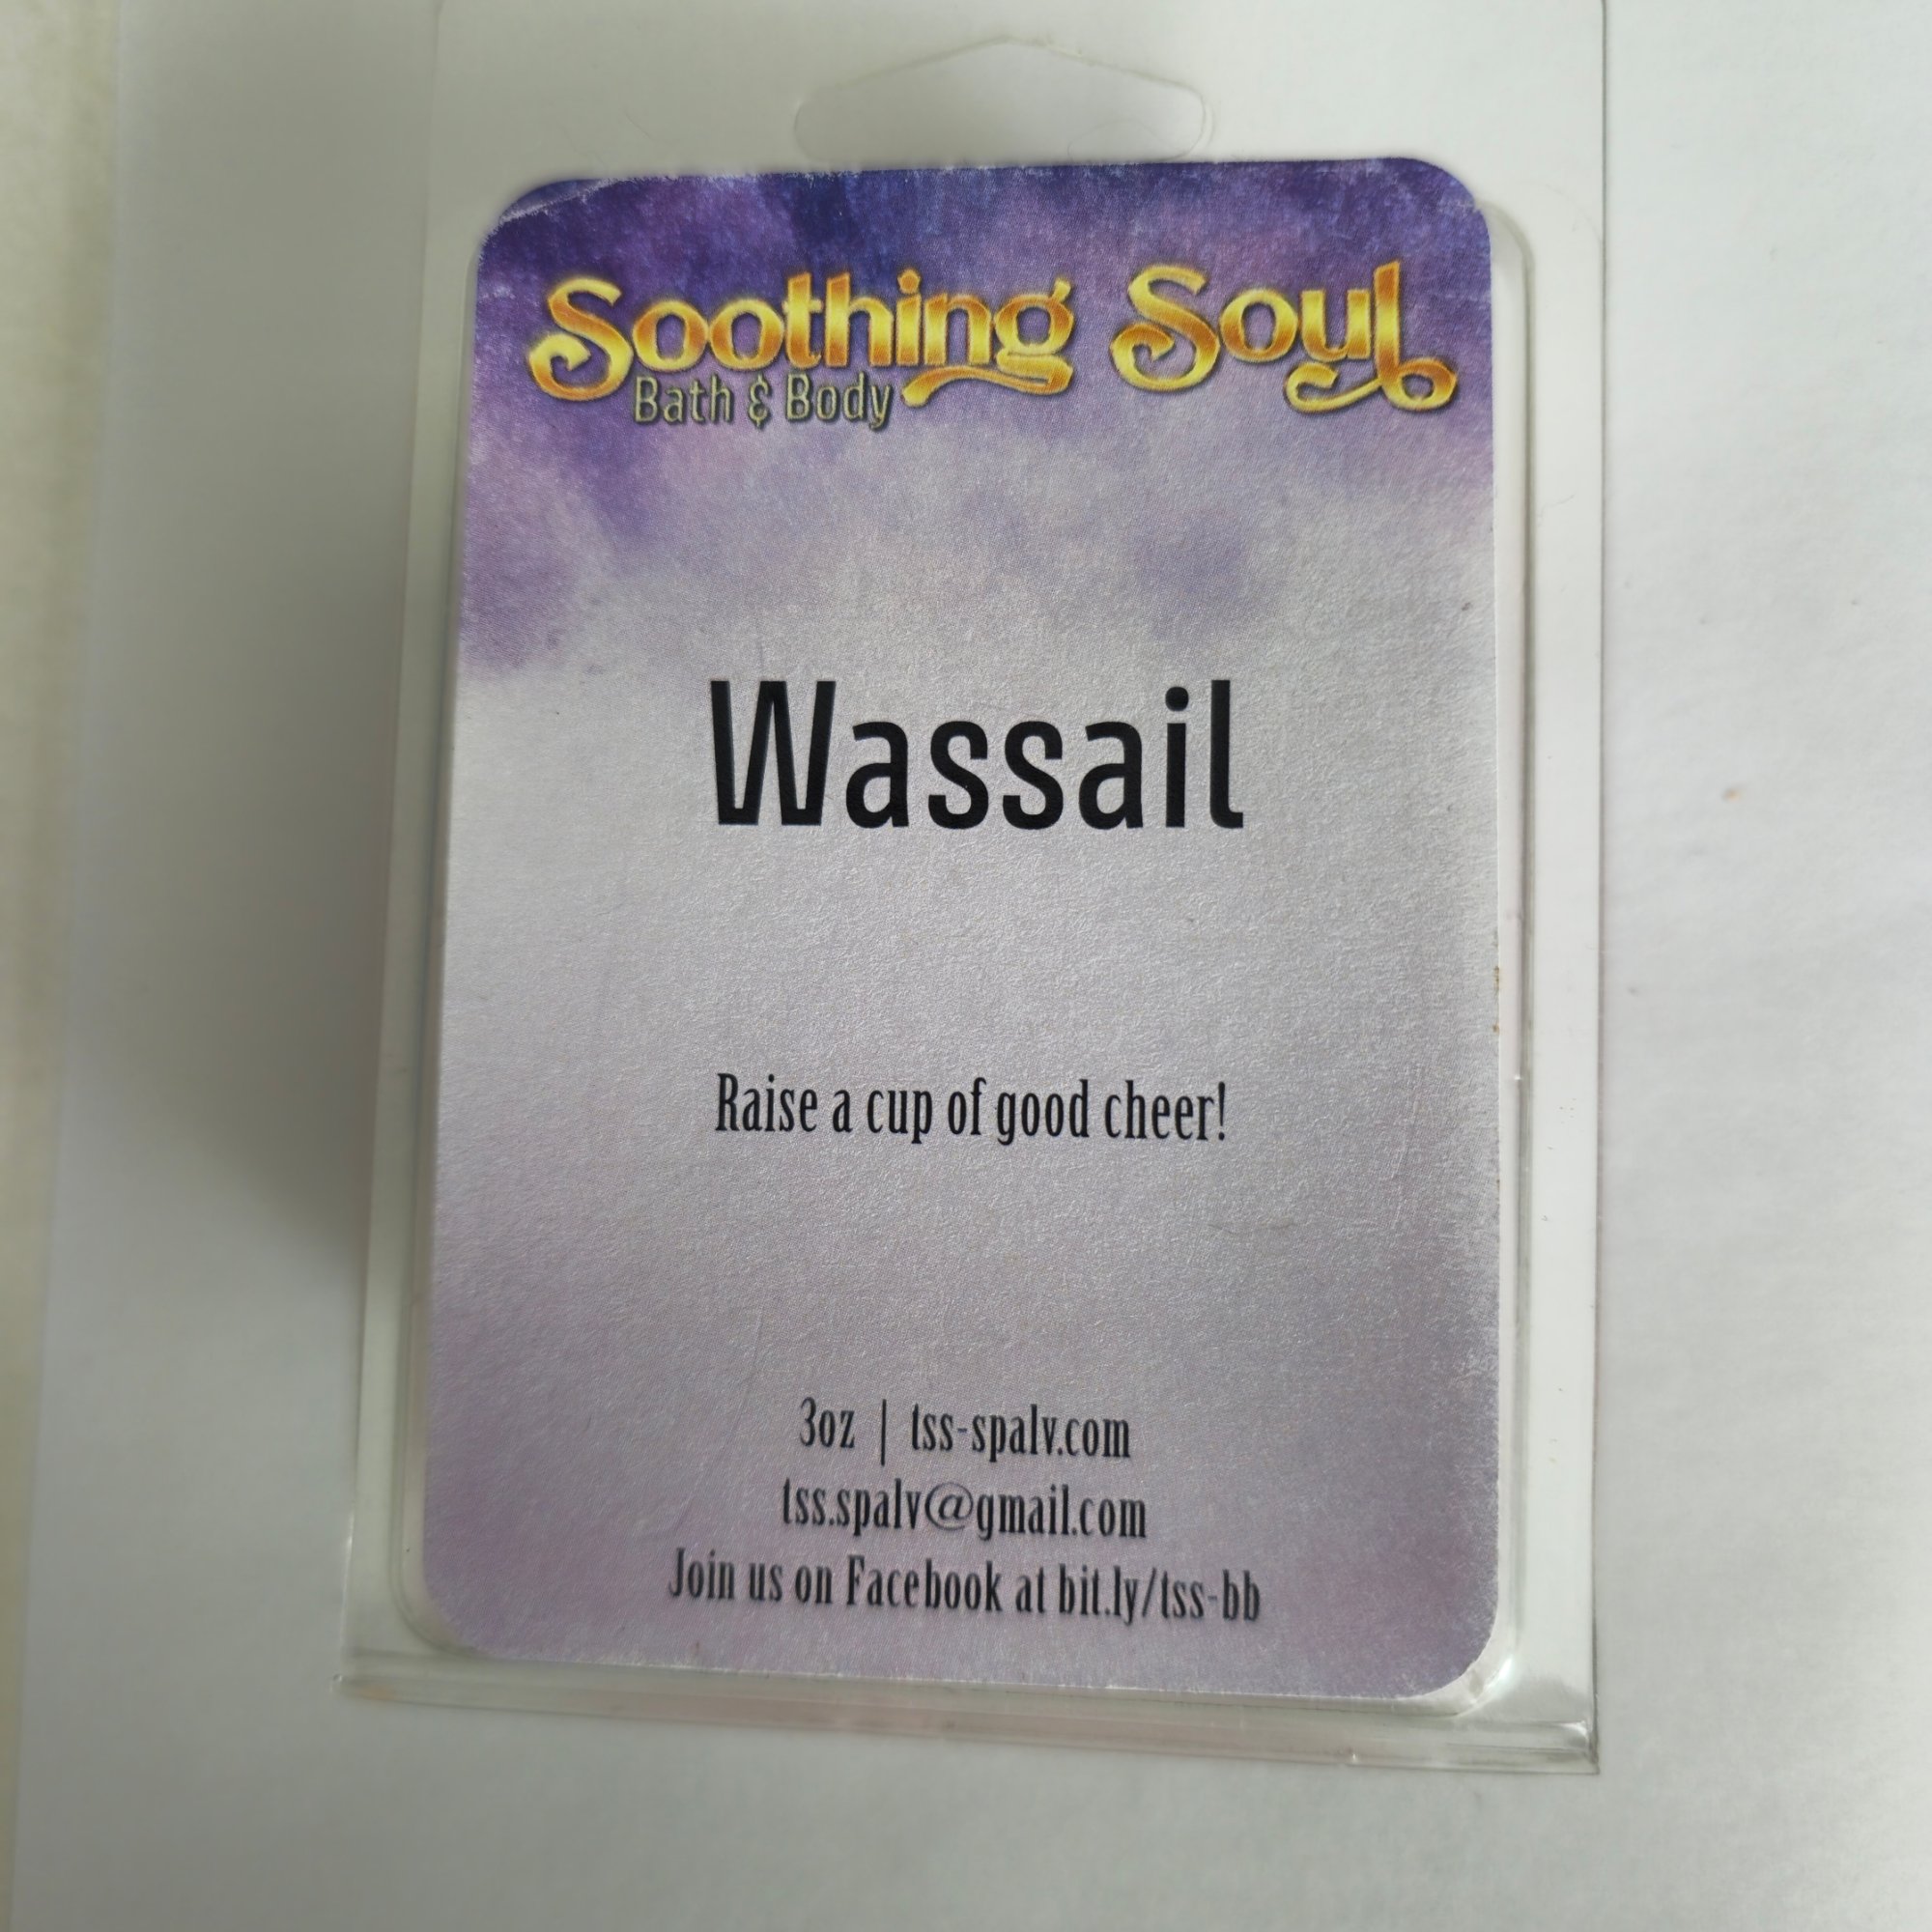 Soothing Soul
Bath & Body
Wassail
Raise a cup of good cheer!
3oz | tss-spalv.com
tss.spalv@gmail.com
Join us on Facebook at bit.ly/tss-bb